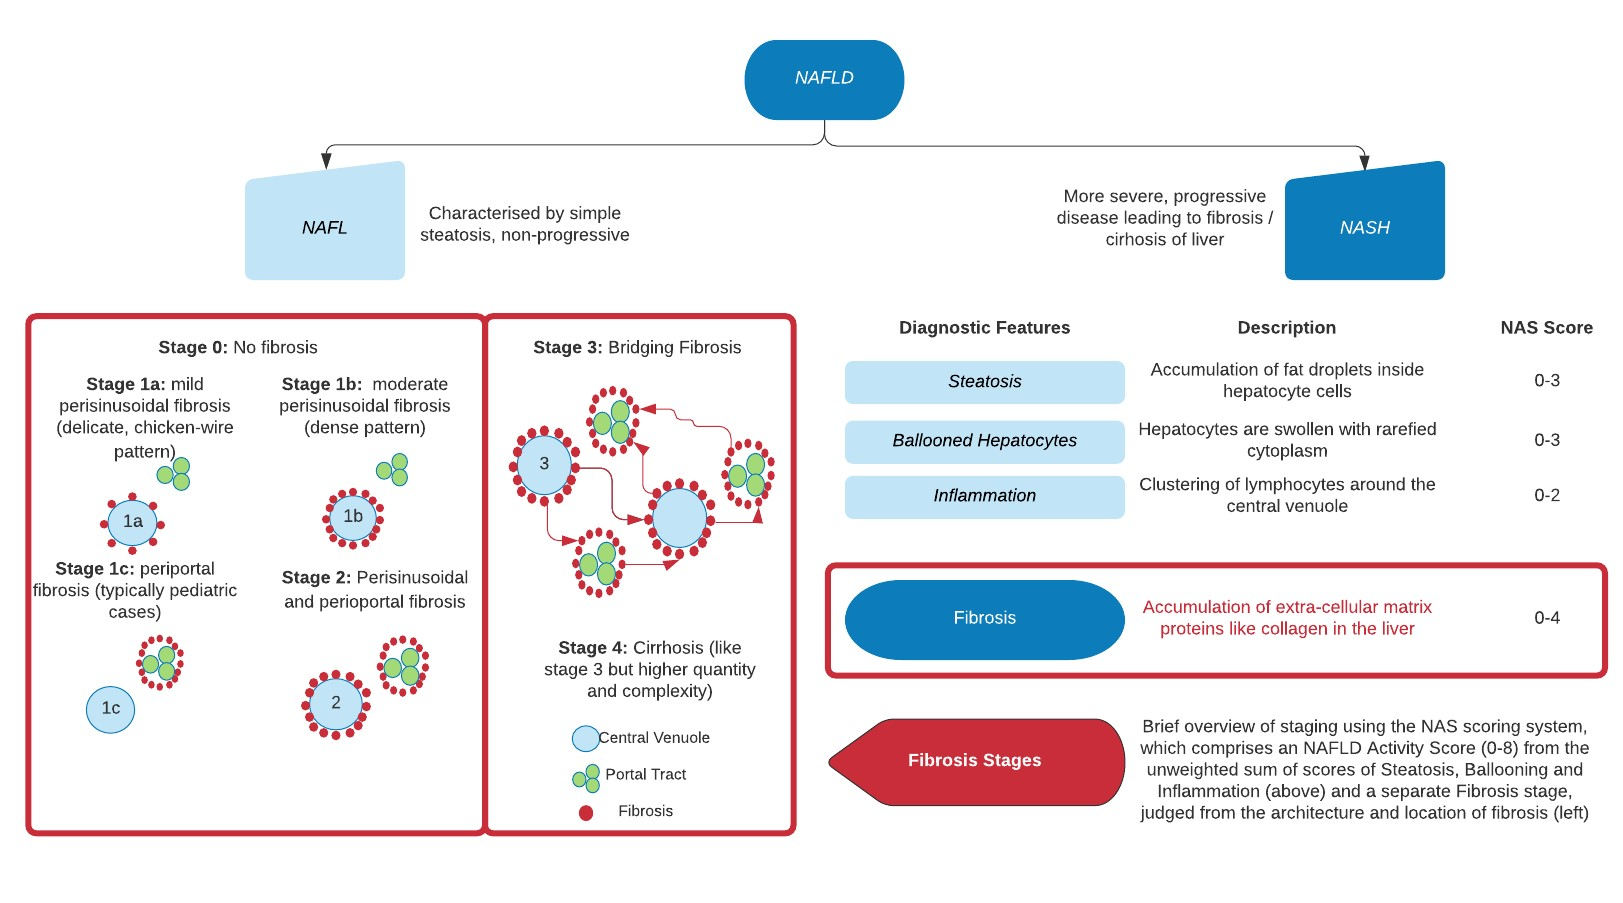 NAFLD
NAFL
Characterised by simple
steatosis, non-progressive
More severe, progressive
disease leading to fibrosis /
cirhosis of liver
NASH
Stage 0: No fibrosis
Stage 1a: mild
perisinusoidal fibrosis
(delicate, chicken-wire
pattern)
Stage 1b: moderate
perisinusoidal fibrosis
(dense pattern)
1a
1b
Stage 1c: periportal
fibrosis (typically pediatric
cases)
Stage 2: Perisinusoidal
and perioportal fibrosis
1c
2
Stage 3: Bridging Fibrosis
3
Stage 4: Cirrhosis (like
stage 3 but higher quantity
and complexity)
Central Venuole
Portal Tract
Fibrosis
Diagnostic Features Description NAS Score
Steatosis
Accumulation of fat droplets inside
hepatocyte cells
0-3
Ballooned Hepatocytes
Hepatocytes are swollen with rarefied
cytoplasm
0-3
Inflammation
Clustering of lymphocytes around the
central venuole
0-2
Fibrosis
Accumulation of extra-cellular matrix
proteins like collagen in the liver
0-4
Fibrosis Stages
Brief overview of staging using the NAS scoring system,
which comprises an NAFLD Activity Score (0-8) from the
unweighted sum of scores of Steatosis, Ballooning and
Inflammation (above) and a separate Fibrosis stage,
judged from the architecture and location of fibrosis (left)